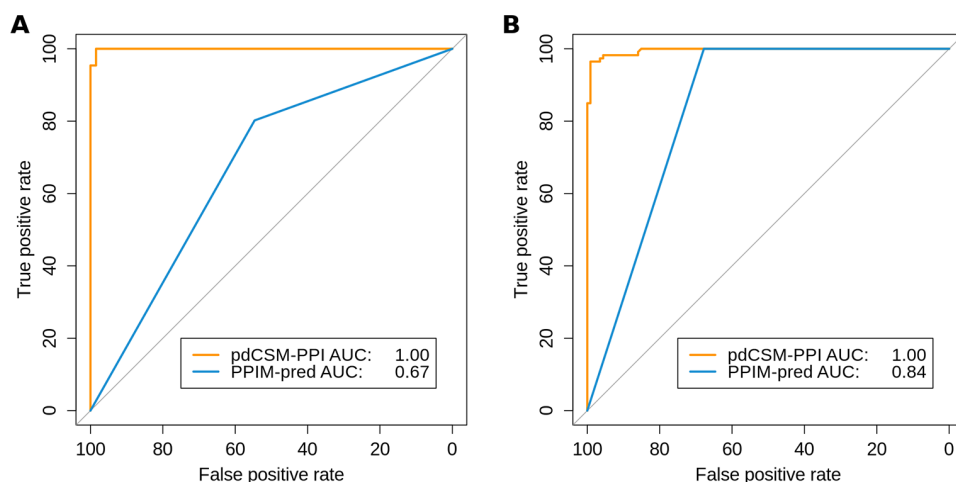 A
100
80
60
40
20
0
True positive rate
pdCSM-PPI AUC: 1.00
PPIM-pred AUC: 0.67
100 80 60 40 20 0
False positive rate
B
100
80
60
40
20
0
True positive rate
pdCSM-PPI AUC: 1.00
PPIM-pred AUC: 0.84
100 80 60 40 20 0
False positive rate